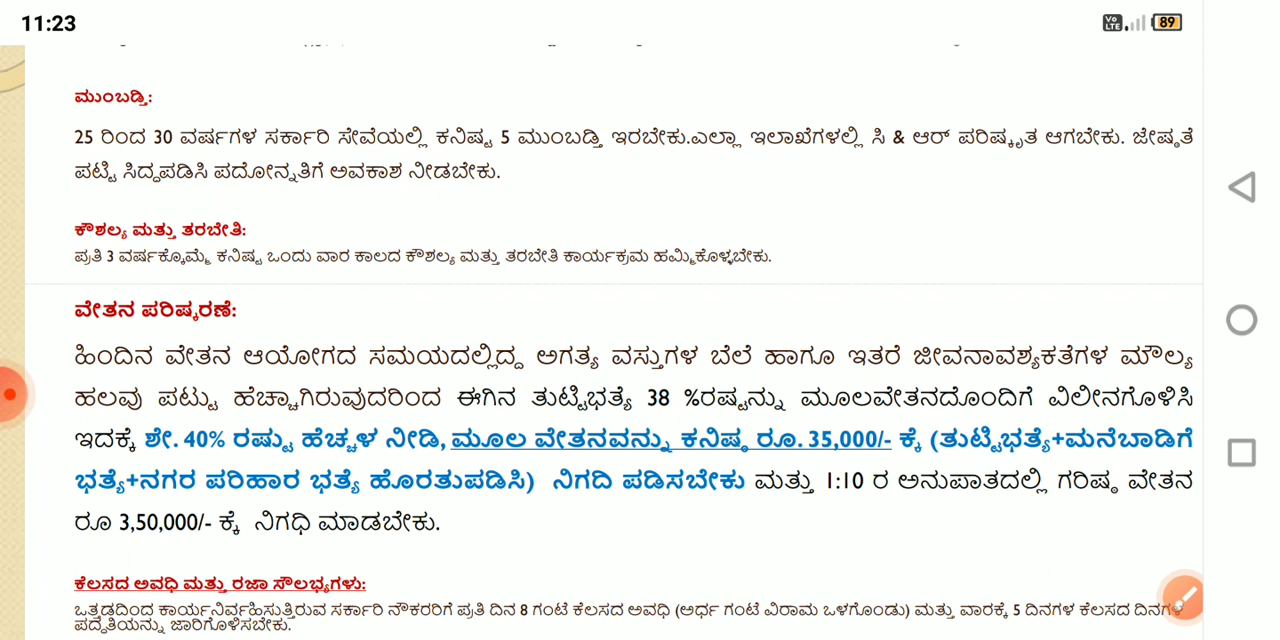 11:23
Vo LTE 89
ಮುಂಬಡ್ತಿ:
25 ರಿಂದ 30 ವರ್ಷಗಳ ಸರ್ಕಾರಿ ಸೇವೆಯಲ್ಲಿ ಕನಿಷ್ಟ 5 ಮುಂಬಡ್ತಿ ಇರಬೇಕು.ಎಲ್ಲಾ ಇಲಾಖೆಗಳಲ್ಲಿ ಸಿ & ಆರ್ ಪರಿಷ್ಕೃತ ಆಗಬೇಕು. ಜೇಷ್ಠತೆ
ಪಟ್ಟಿ ಸಿದ್ಧಪಡಿಸಿ ಪದೋನ್ನತಿಗೆ ಅವಕಾಶ ನೀಡಬೇಕು.
ಕೌಶಲ್ಯ ಮತ್ತು ತರಬೇತಿ:
ಪ್ರತಿ 3 ವರ್ಷಕ್ಕೊಮ್ಮೆ ಕನಿಷ್ಟ ಒಂದು ವಾರ ಕಾಲದ ಕೌಶಲ್ಯ ಮತ್ತು ತರಬೇತಿ ಕಾರ್ಯಕ್ರಮ ಹಮ್ಮಿಕೊಳ್ಳಬೇಕು.
ವೇತನ ಪರಿಷ್ಕರಣೆ:
ಹಿಂದಿನ ವೇತನ ಆಯೋಗದ ಸಮಯದಲ್ಲಿದ್ದ ಅಗತ್ಯ ವಸ್ತುಗಳ ಬೆಲೆ ಹಾಗೂ ಇತರೆ ಜೀವನಾವಶ್ಯಕತೆಗಳ ಮೌಲ್ಯ
ಹಲವು ಪಟ್ಟು ಹೆಚ್ಚಾಗಿರುವುದರಿಂದ ಈಗಿನ ತುಟ್ಟಿಭತ್ಯೆ 38 %ರಷ್ಟನ್ನು ಮೂಲವೇತನದೊಂದಿಗೆ ವಿಲೀನಗೊಳಿಸಿ
ಇದಕ್ಕೆ ಶೇ. 40% ರಷ್ಟು ಹೆಚ್ಚಳ ನೀಡಿ, ಮೂಲ ವೇತನವನ್ನು ಕನಿಷ್ಠ ರೂ. 35,000/- ಕ್ಕೆ (ತುಟ್ಟಿಭತ್ಯೆ+ಮನೆಬಾಡಿಗೆ
ಭತ್ಯೆ+ನಗರ ಪರಿಹಾರ ಭತ್ಯೆ ಹೊರತುಪಡಿಸಿ) ನಿಗದಿ ಪಡಿಸಬೇಕು ಮತ್ತು 1:10 ರ ಅನುಪಾತದಲ್ಲಿ ಗರಿಷ್ಠ ವೇತನ
ರೂ 3,50,000/- ಕ್ಕೆ ನಿಗಧಿ ಮಾಡಬೇಕು.
ಕೆಲಸದ ಅವಧಿ ಮತ್ತು ರಜಾ ಸೌಲಭ್ಯಗಳು:
ಒತ್ತಡದಿಂದ ಕಾರ್ಯನಿರ್ವಹಿಸುತ್ತಿರುವ ಸರ್ಕಾರಿ ನೌಕರರಿಗೆ ಪ್ರತಿ ದಿನ 8 ಗಂಟೆ ಕೆಲಸದ ಅವಧಿ (ಅರ್ಧ ಗಂಟೆ ವಿರಾಮ ಒಳಗೊಂಡು) ಮತ್ತು ವಾರಕ್ಕೆ 5 ದಿನಗಳ ಕೆಲಸದ ದಿನಗಳ
ಪದ್ಧತಿಯನ್ನು ಜಾರಿಗೊಳಿಸಬೇಕು.